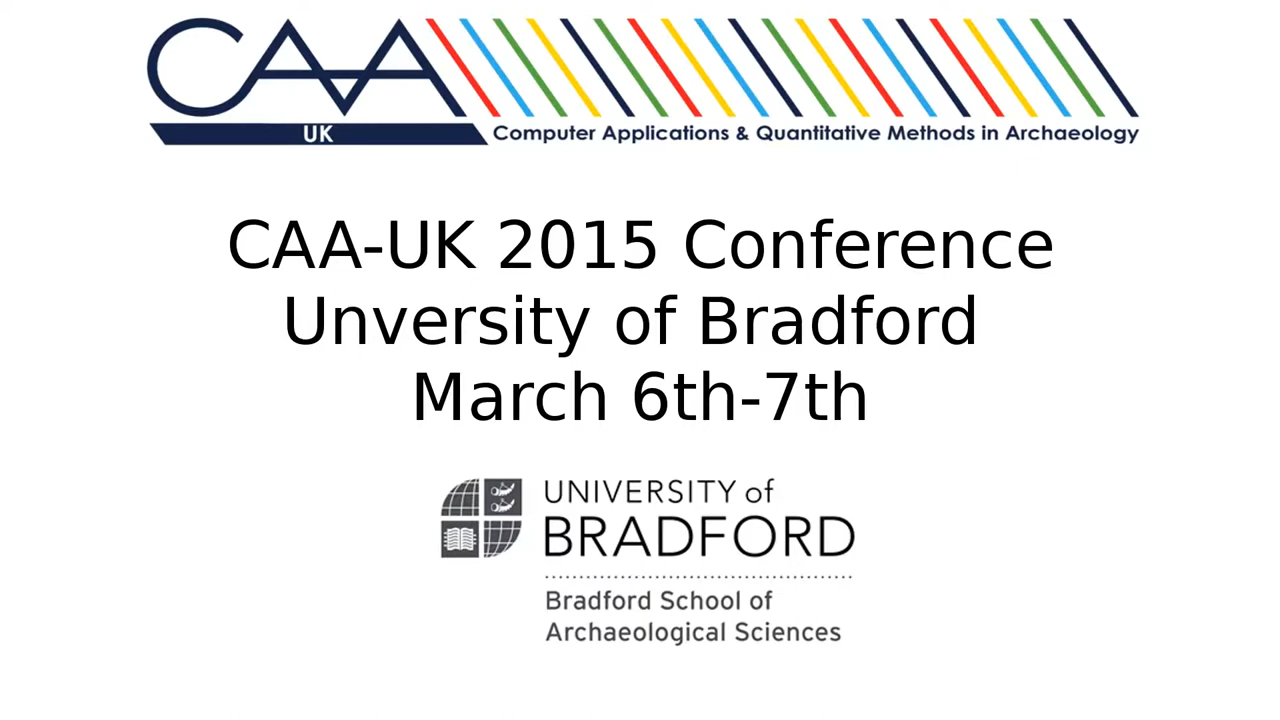 CAA
UK
Computer Applications & Quantitative Methods in Archaeology
CAA-UK 2015 Conference
Unversity of Bradford
March 6th-7th
UNIVERSITY of
BRADFORD
Bradford School of
Archaeological Sciences